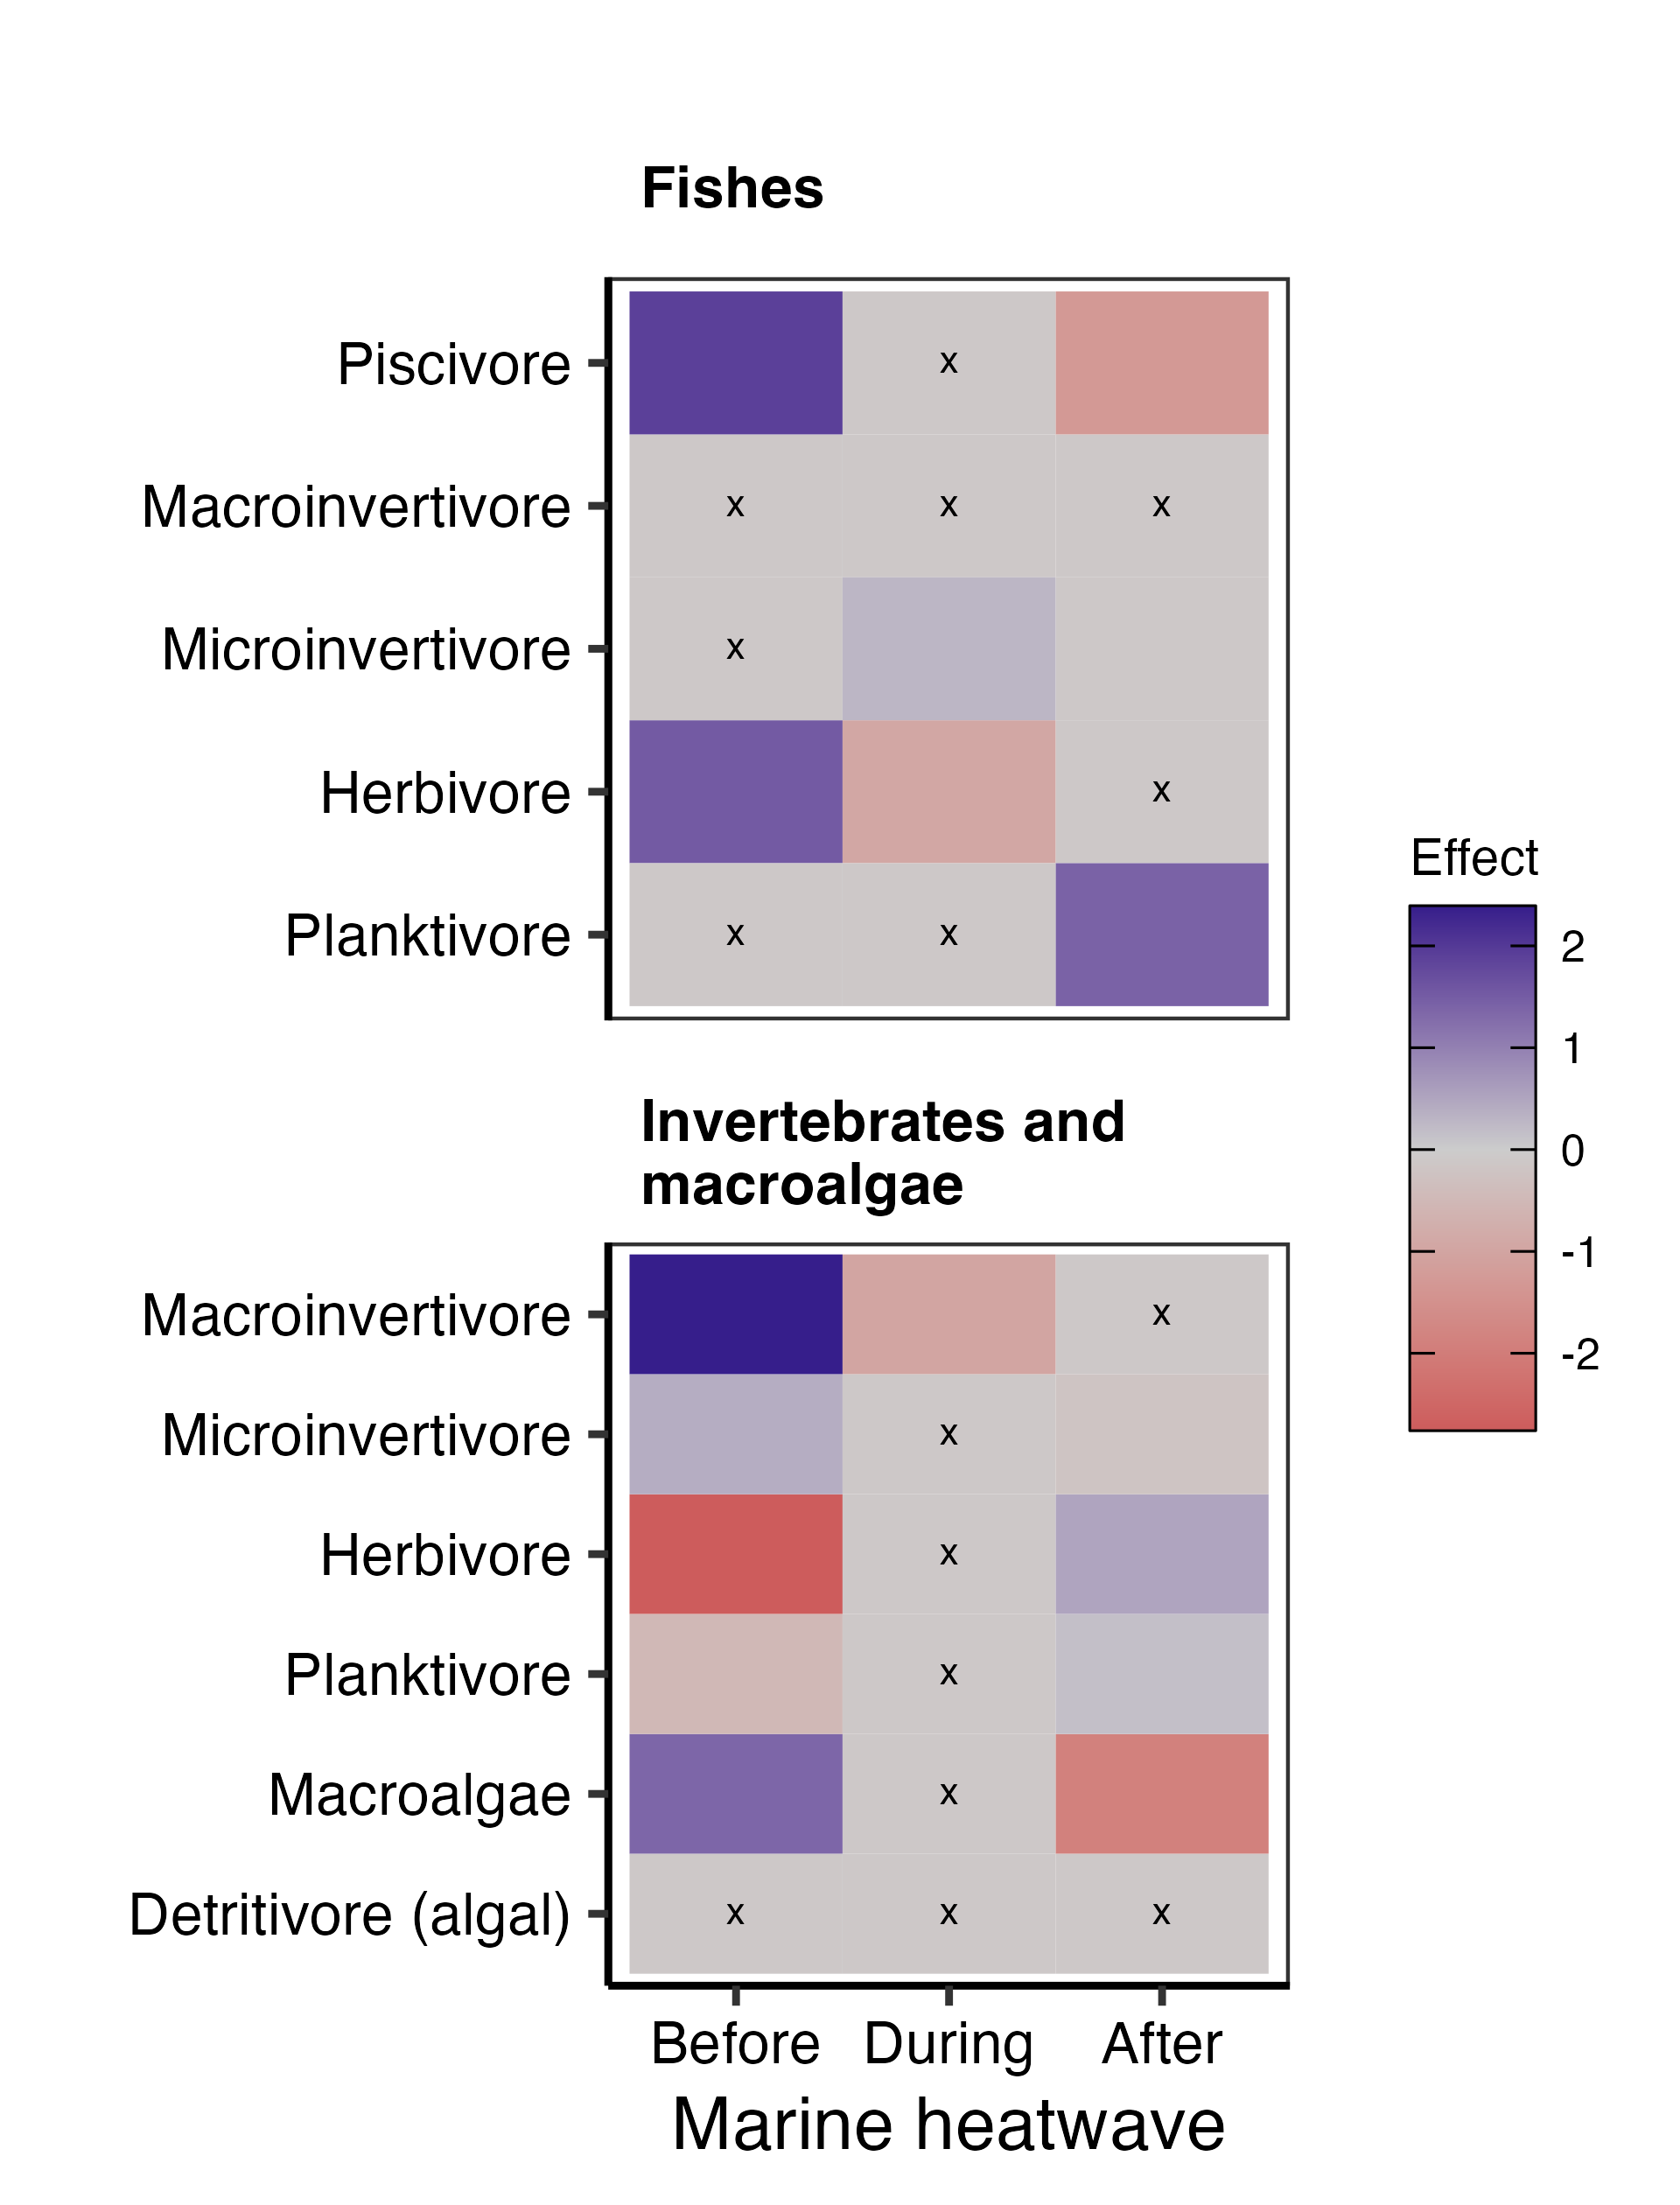 Fishes
Piscivore
x
Macroinvertivore
x x x
Microinvertivore
x
Herbivore
x
Planktivore
x x
Effect
2
1
0
-1
-2
Invertebrates and
macroalgae
Macroinvertivore
x
Microinvertivore
x
Herbivore
x
Planktivore
x
Macroalgae
x
Detritivore (algal)
x x x
Before During After
Marine heatwave